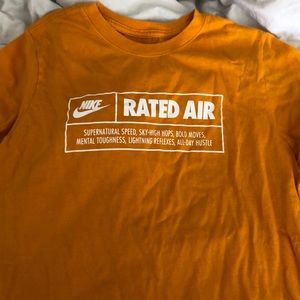 NIKE
RATED AIR
SUPERNATURAL SPEED, SKY-HIGH HOPS, BOLD MOVES,
MENTAL TOUGHNESS, LIGHTNING REFLEXES, ALL-DAY HUSTLE